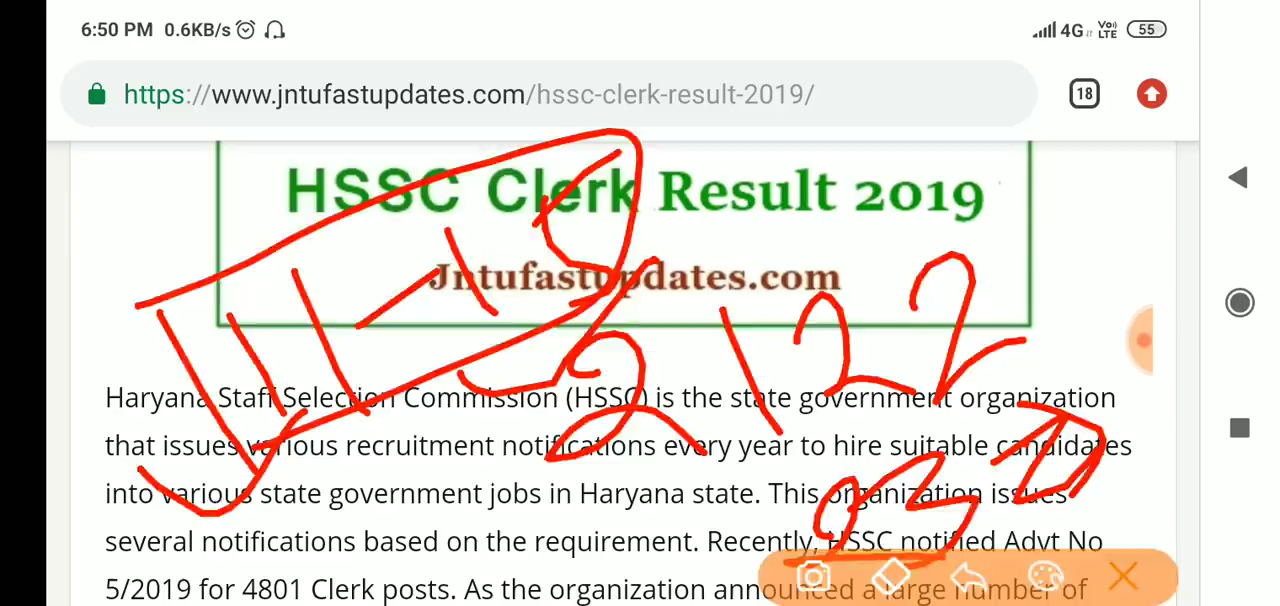 6:50 PM 0.6KB/s 4G Vo) LTE 55
https://www.jntufastupdates.com/hssc-clerk-result-2019/ 18
HSSC Clerk Result 2019
Jntufastupdates.com
2122
Haryana Staff Selection Commission (HSSC) is the state government organization
that issues various recruitment notifications every year to hire suitable candidates
into various state government jobs in Haryana state. This organization issues
several notifications based on the requirement. Recently, HSSC notified Advt No
5/2019 for 4801 Clerk posts. As the organization announced a large number of